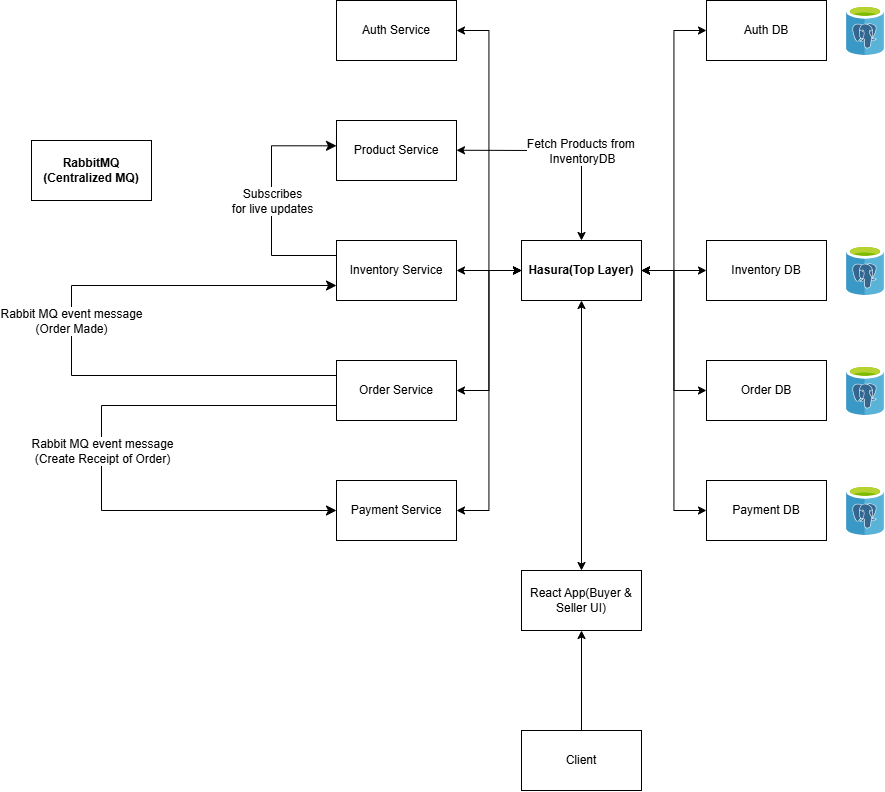 Auth Service
Auth DB
Product Service
Fetch Products from
InventoryDB
RabbitMQ
(Centralized MQ)
Subscribes
for live updates
Inventory Service
Hasura(Top Layer)
Inventory DB
Rabbit MQ event message
(Order Made)
Order Service
Order DB
Rabbit MQ event message
(Create Receipt of Order)
Payment Service
Payment DB
React App(Buyer &
Seller UI)
Client